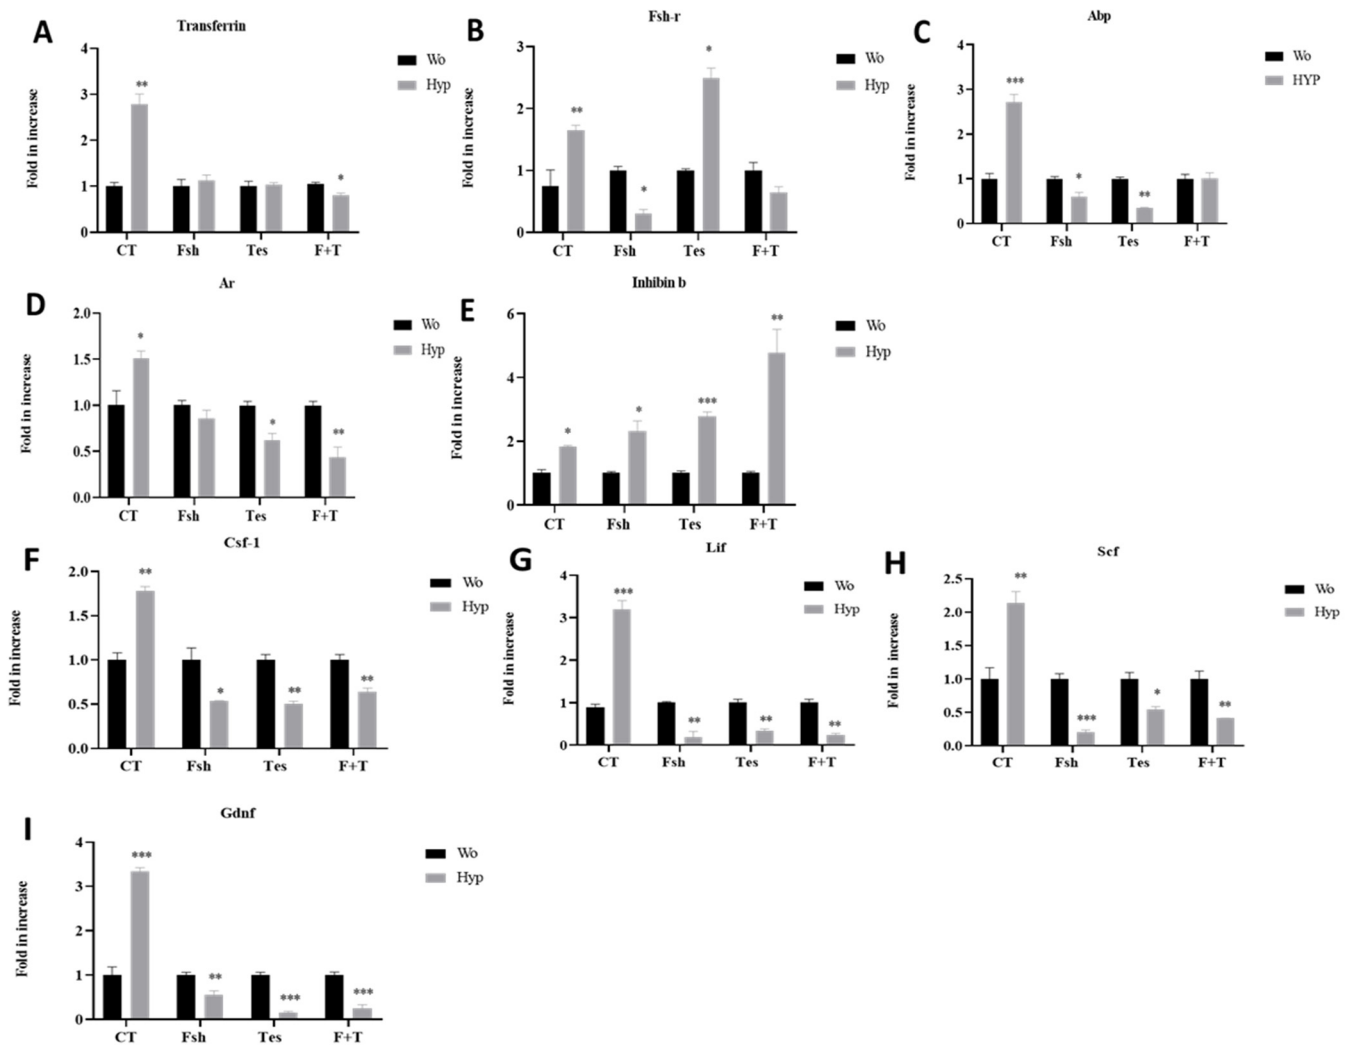 A
Transferrin
Fold in increase
4
3
2
1
0
**
*
CT
Fsh
Tes
F+T
Wo
Hyp
B
Fsh-r
Fold in increase
3
2
1
0
**
*
*
CT
Fsh
Tes
F+T
Wo
Hyp
C
Abp
Fold in increase
4
3
2
1
0
***
*
**
CT
Fsh
Tes
F+T
Wo
HYP
D
Ar
Fold in increase
2.0
1.5
1.0
0.5
0.0
*
*
**
CT
Fsh
Tes
F+T
Wo
Hyp
E
Inhibin b
Fold in increase
6
4
2
0
*
*
***
**
CT
Fsh
Tes
F+T
Wo
Hyp
F
Csf-1
Fold in increase
2.0
1.5
1.0
0.5
0.0
**
*
**
**
CT
Fsh
Tes
F+T
Wo
Hyp
G
Lif
Fold in increase
4
3
2
1
0
***
**
**
**
CT
Fsh
Tes
F+T
Wo
Hyp
H
Scf
Fold in increase
2.5
2.0
1.5
1.0
0.5
0.0
**
***
*
**
CT
Fsh
Tes
F+T
Wo
Hyp
I
Gdnf
Fold in increase
4
3
2
1
0
***
**
***
***
CT
Fsh
Tes
F+T
Wo
Hyp